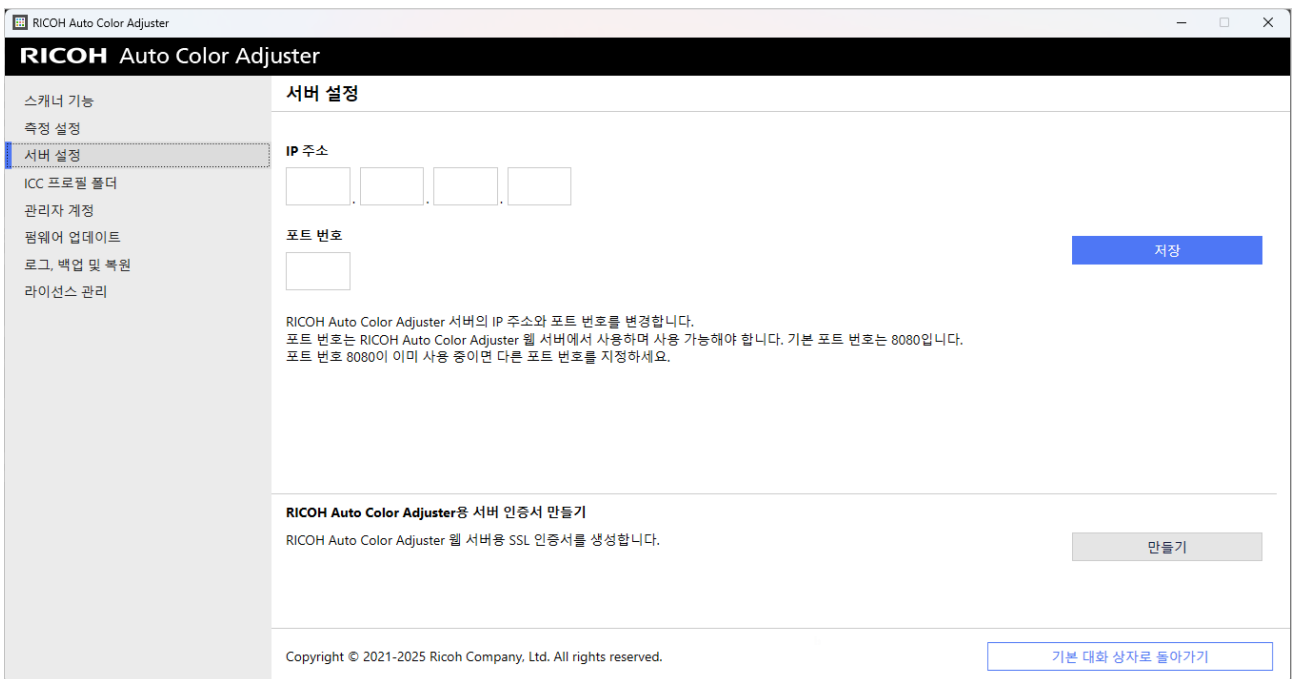 RICOH Auto Color Adjuster
RICOH Auto Color Adjuster
스캐너 기능
측정 설정
서버 설정
ICC 프로필 폴더
관리자 계정
펌웨어 업데이트
로그, 백업 및 복원
라이선스 관리
서버 설정
IP 주소
. . .
포트 번호
저장
RICOH Auto Color Adjuster 서버의 IP 주소와 포트 번호를 변경합니다.
포트 번호는 RICOH Auto Color Adjuster 웹 서버에서 사용하며 사용 가능해야 합니다. 기본 포트 번호는 8080입니다.
포트 번호 8080이 이미 사용 중이면 다른 포트 번호를 지정하세요.
RICOH Auto Color Adjuster용 서버 인증서 만들기
RICOH Auto Color Adjuster 웹 서버용 SSL 인증서를 생성합니다.
만들기
Copyright © 2021-2025 Ricoh Company, Ltd. All rights reserved.
기본 대화 상자로 돌아가기